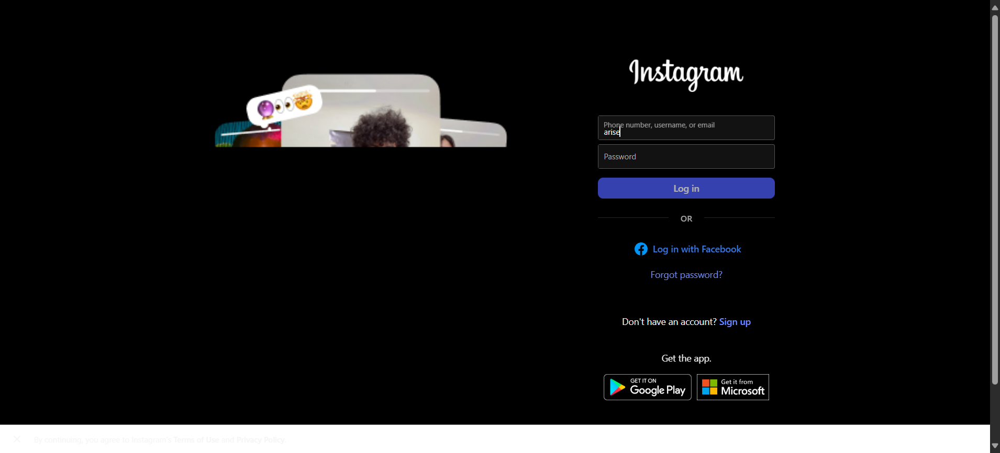 Instagram
Phone number, username, or email
arise
Password
Log in
OR
Log in with Facebook
Forgot password?
Don't have an account? Sign up
Get the app.
GET IT ON
Google Play
Get it from
Microsoft
By continuing, you agree to Instagram's Terms of Use and Privacy Policy.